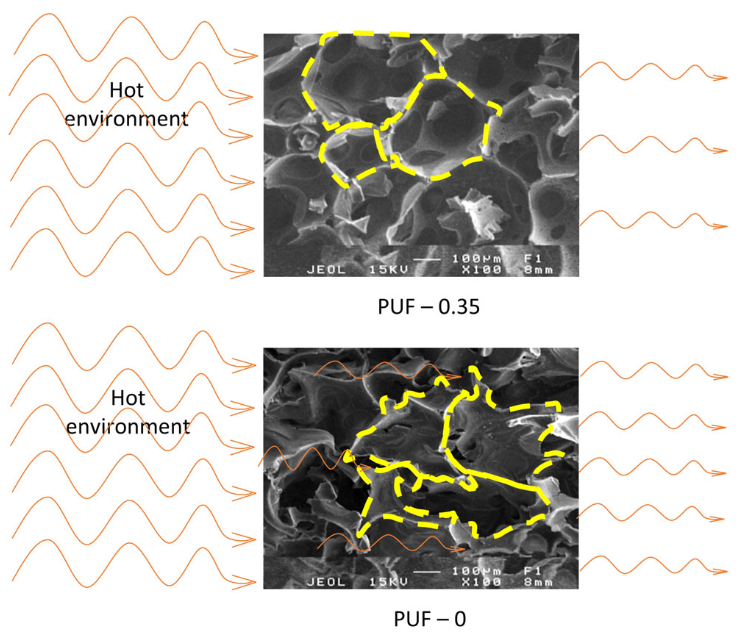 Hot
environment
100μm F1
JEOL 15KV X100 8mm
PUF – 0.35
Hot
environment
100μm F1
JEOL 15KV X100 8mm
PUF – 0